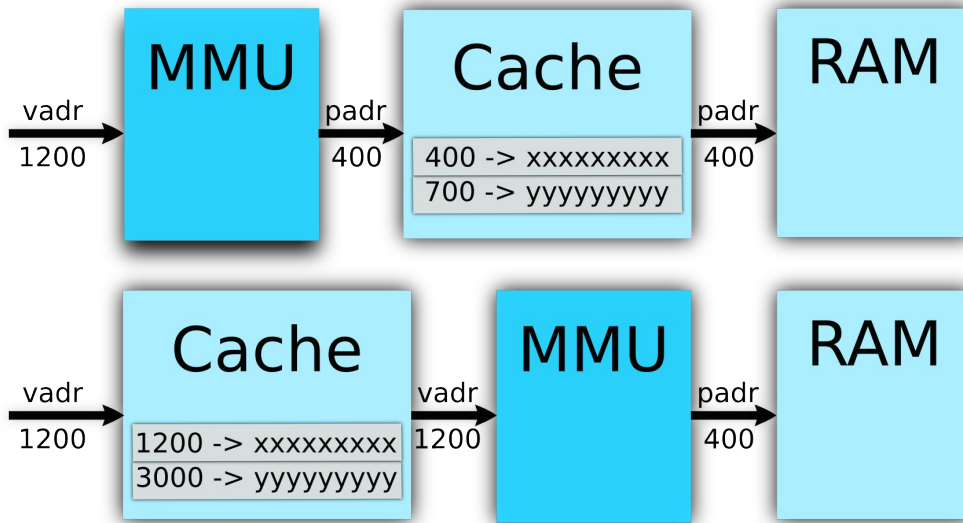 MMU
Cache
RAM
vadr
1200
padr
400
400 -> xxxxxxxxx
700 -> yyyyyyyyy
padr
400
Cache
MMU
RAM
vadr
1200
1200 -> xxxxxxxxx
3000 -> yyyyyyyyy
vadr
1200
padr
400